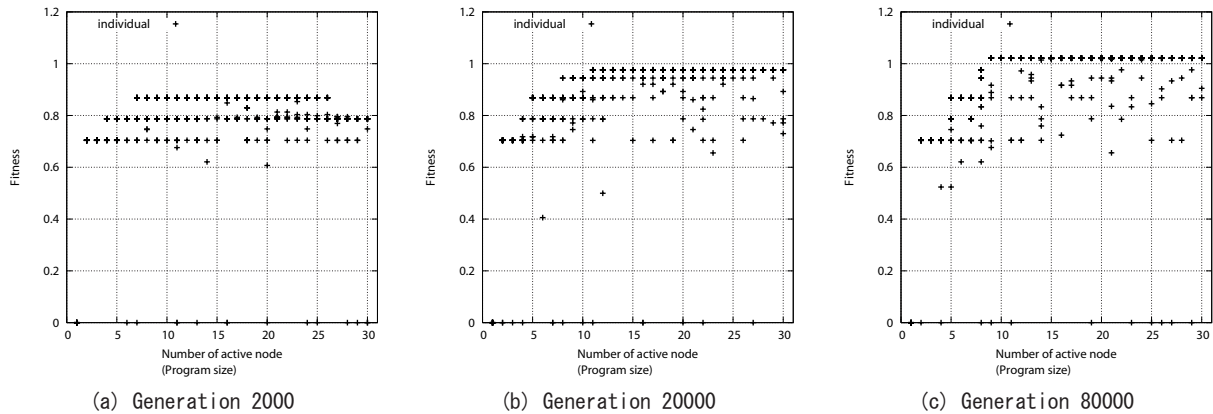 1.2
1
0.8
0.6
0.4
0.2
0
individual
Fitness
0 5 10 15 20 25 30
Number of active node
(Program size)
(a) Generation 2000
1.2
1
0.8
0.6
0.4
0.2
0
individual
Fitness
0 5 10 15 20 25 30
Number of active node
(Program size)
(b) Generation 20000
1.2
1
0.8
0.6
0.4
0.2
0
individual
Fitness
0 5 10 15 20 25 30
Number of active node
(Program size)
(c) Generation 80000